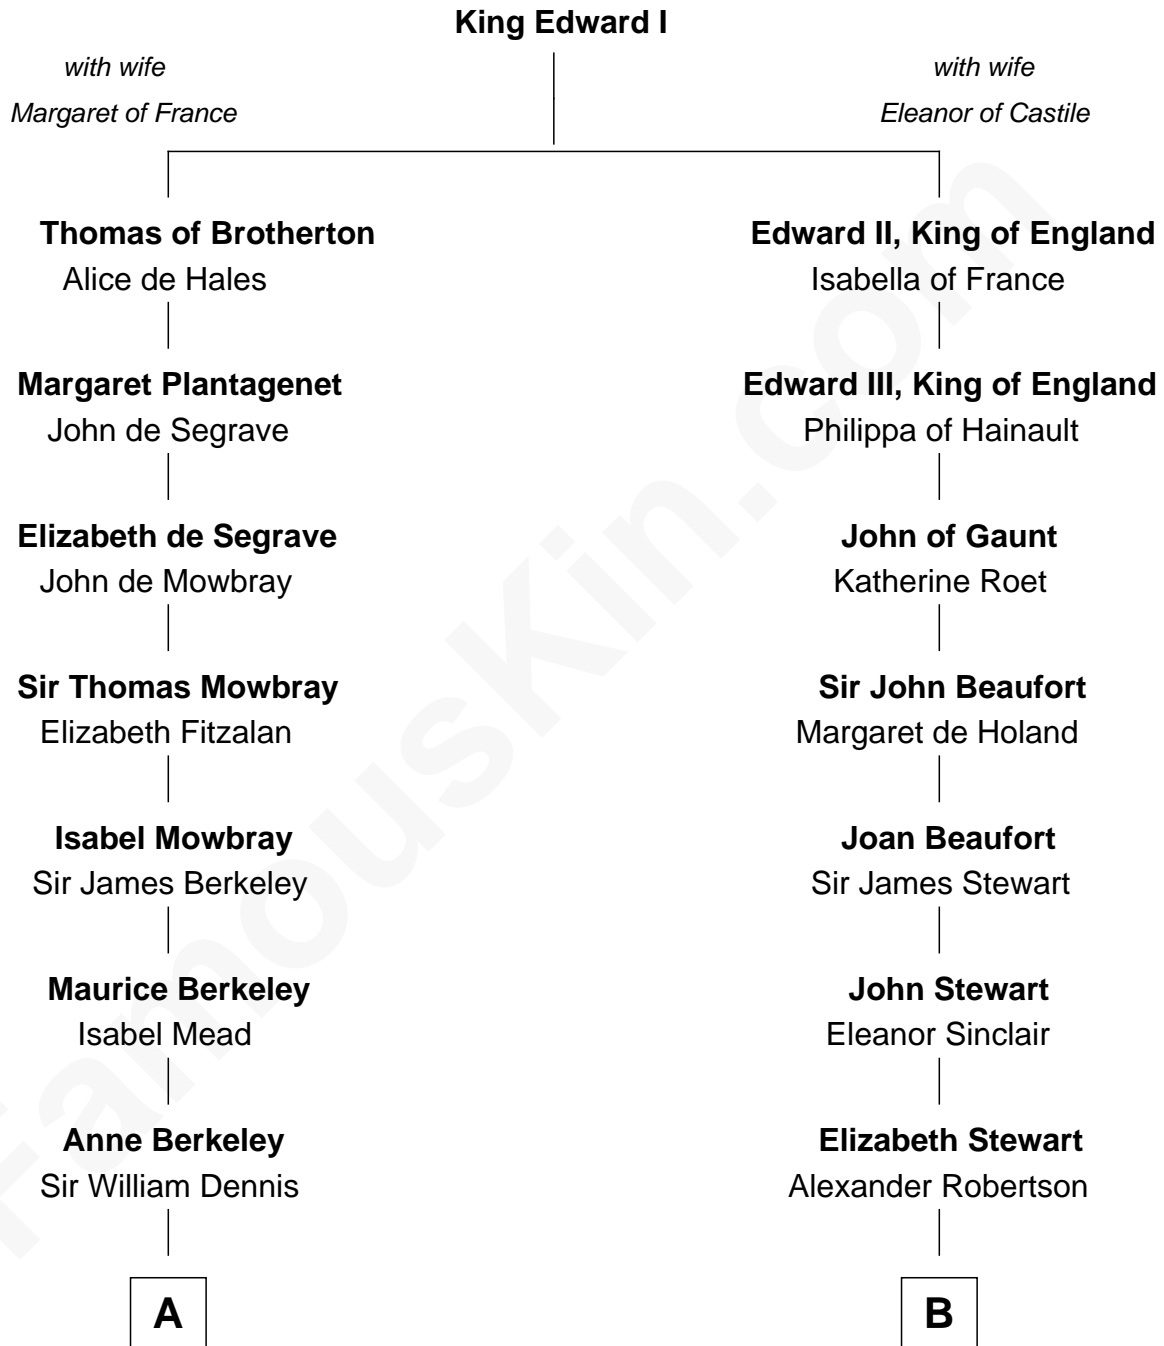 King Edward I
with wife
Margaret of France
with wife
Eleanor of Castile
Thomas of Brotherton
Alice de Hales
Edward II, King of England
Isabella of France
Margaret Plantagenet
John de Segrave
Edward III, King of England
Philippa of Hainault
Elizabeth de Segrave
John de Mowbray
John of Gaunt
Katherine Roet
Sir Thomas Mowbray
Elizabeth Fitzalan
Sir John Beaufort
Margaret de Holand
Isabel Mowbray
Sir James Berkeley
Joan Beaufort
Sir James Stewart
Maurice Berkeley
Isabel Mead
John Stewart
Eleanor Sinclair
Anne Berkeley
Sir William Dennis
Elizabeth Stewart
Alexander Robertson
A
B
FamousKin.com